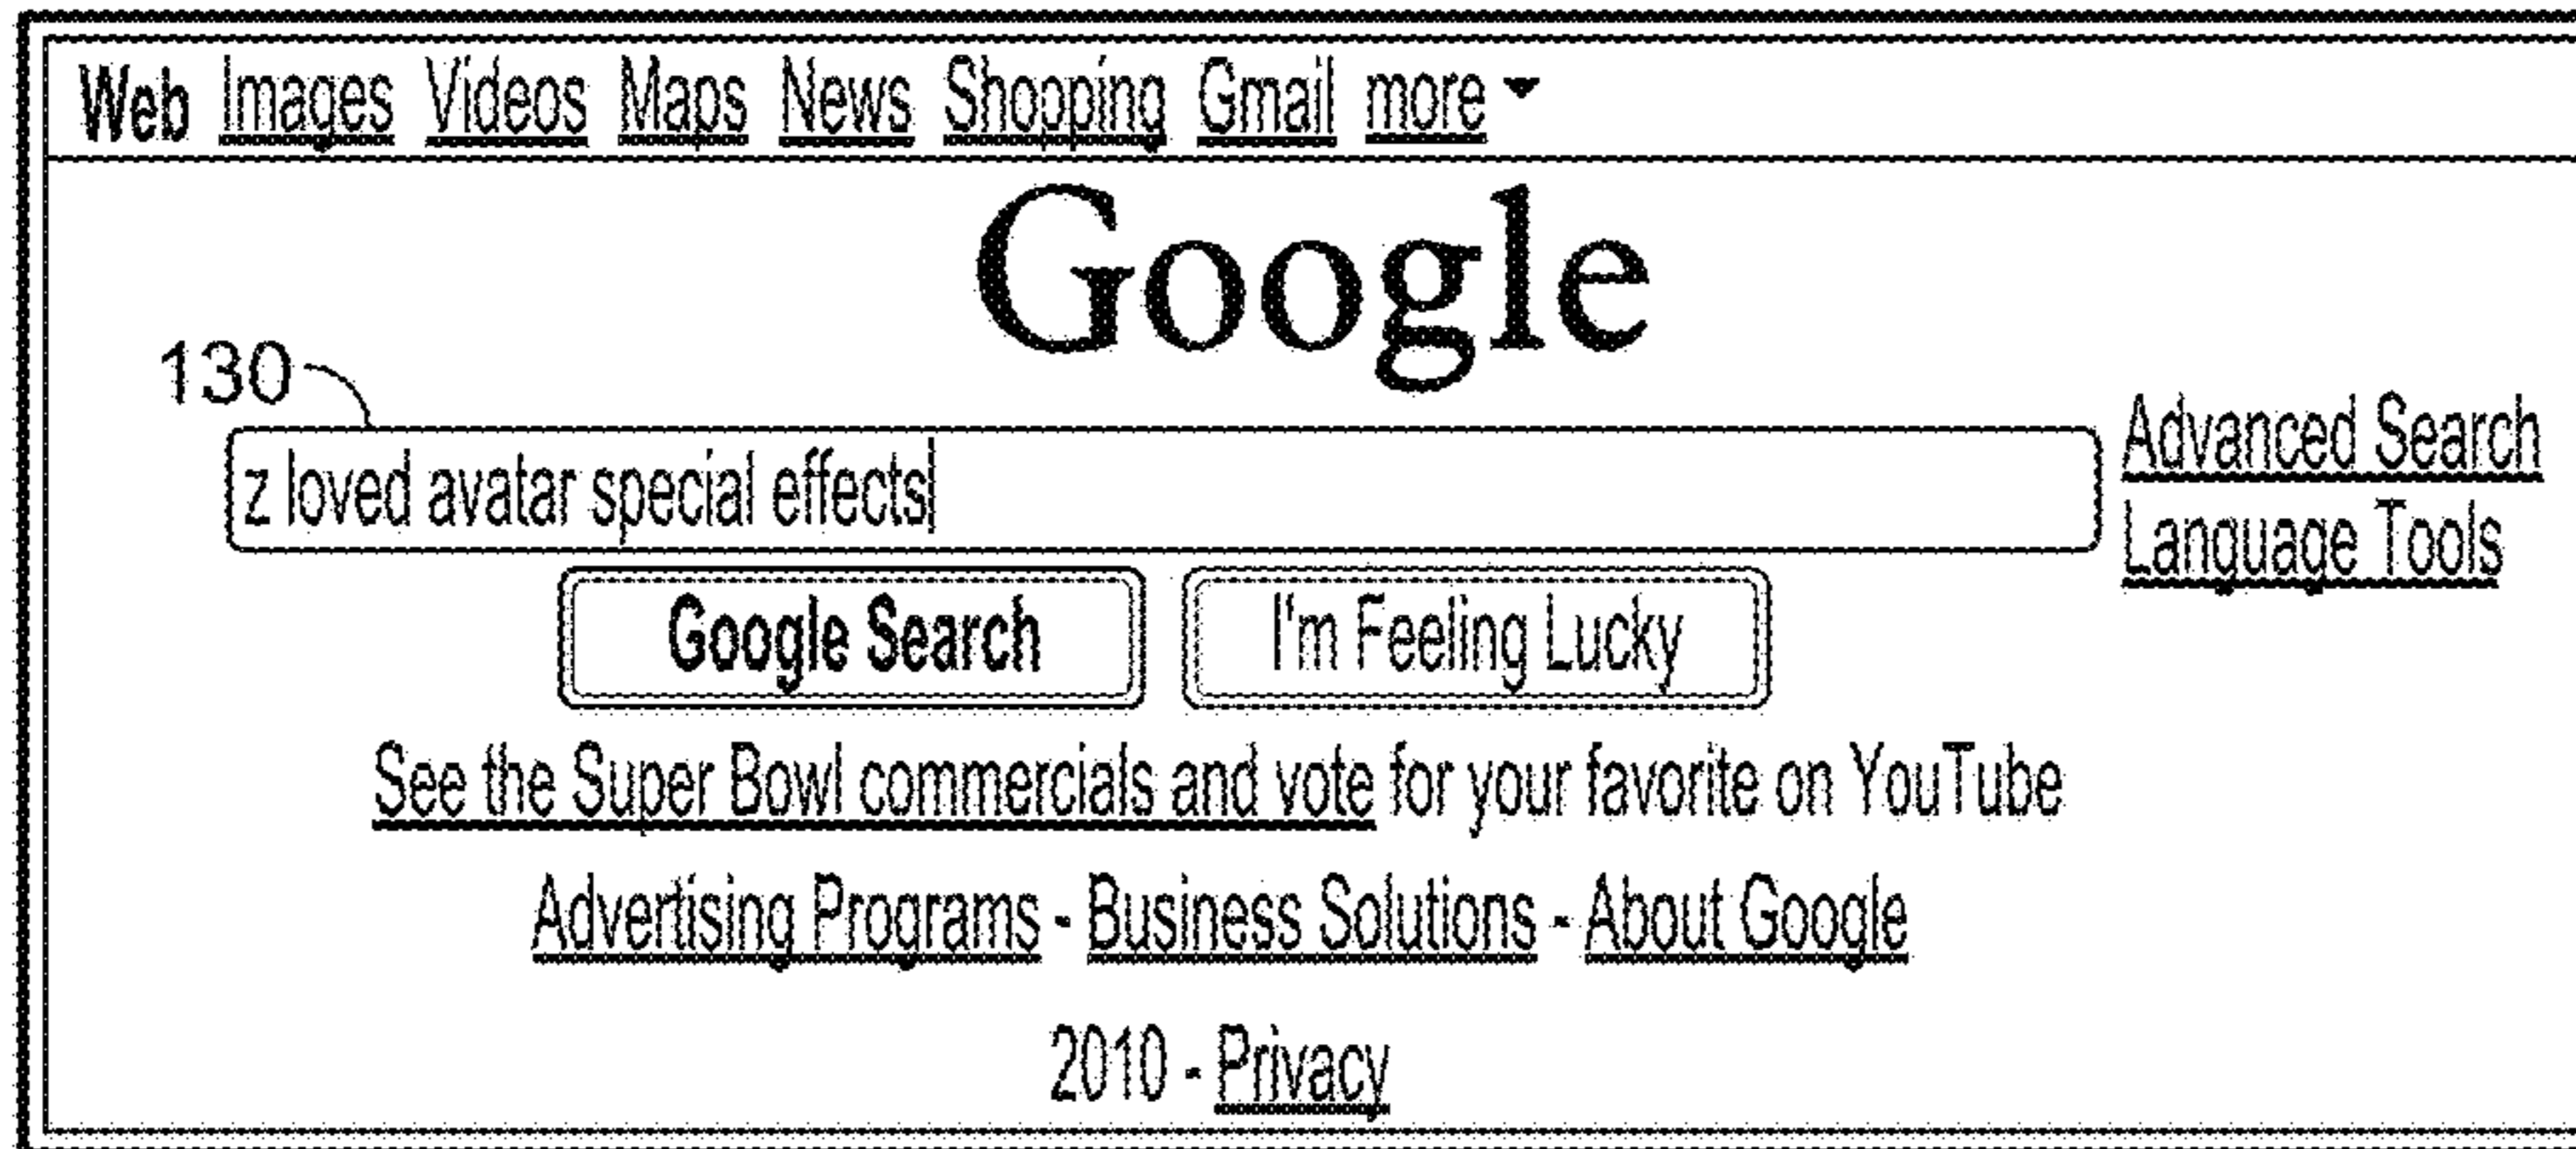 Web Images Videos Maps News Shopping Gmail more
Google
130
z loved avatar special effects
Advanced Search
Language Tools
Google Search I'm Feeling Lucky
See the Super Bowl commercials and vote for your favorite on YouTube
Advertising Programs - Business Solutions - About Google
2010 - Privacy